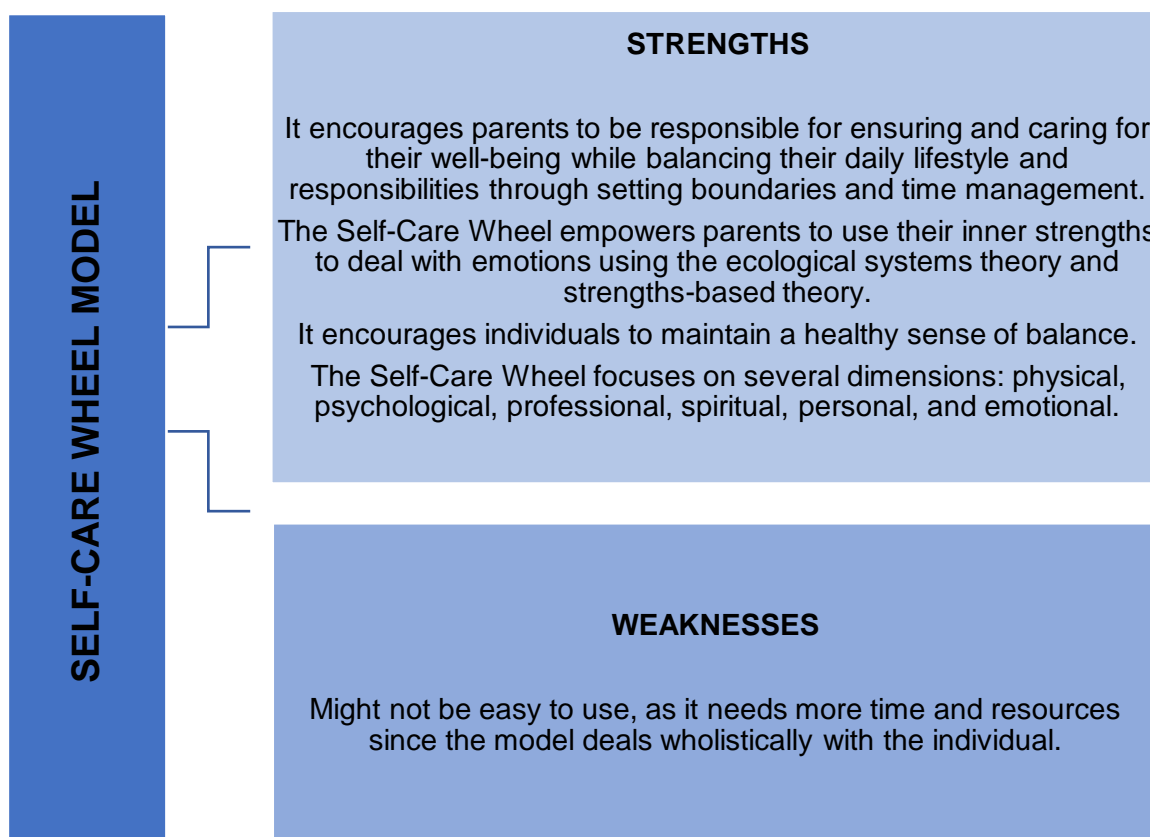 SELF-CARE WHEEL MODEL
STRENGTHS
It encourages parents to be responsible for ensuring and caring for
their well-being while balancing their daily lifestyle and
responsibilities through setting boundaries and time management.
The Self-Care Wheel empowers parents to use their inner strengths
to deal with emotions using the ecological systems theory and
strengths-based theory.
It encourages individuals to maintain a healthy sense of balance.
The Self-Care Wheel focuses on several dimensions: physical,
psychological, professional, spiritual, personal, and emotional.
WEAKNESSES
Might not be easy to use, as it needs more time and resources
since the model deals wholistically with the individual.